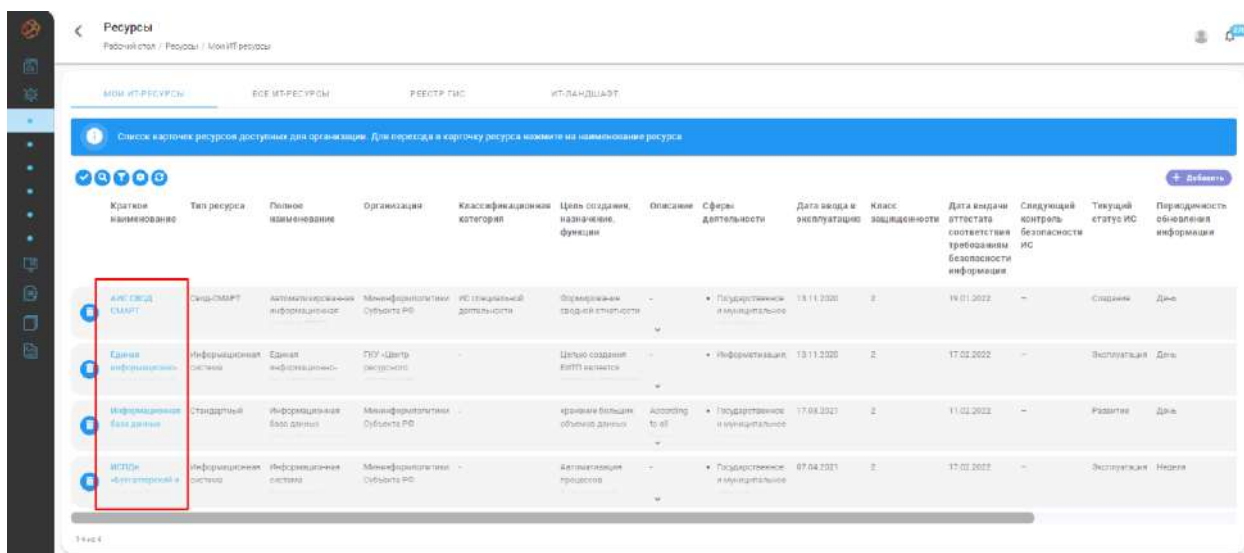 Ресурсы
Рабочий стол / Ресурсы / Мои ИТ-ресурсы
МОИ ИТ-РЕСУРСЫ ВСЕ ИТ-РЕСУРСЫ РЕЕСТР ГИС ИТ-ЛАНДШАФТ
Список карточек ресурсов доступных для организации. Для перехода в карточку ресурса нажмите на наименование ресурса
+ Добавить
Краткое наименование
Тип ресурса
Полное наименование
Организация
Классификационная категория
Цель создания, назначение, функции
Описание
Сферы деятельности
Дата ввода в эксплуатацию
Класс защищенности
Дата выдачи аттестата соответствия требованиям безопасности информации
Следующий контроль безопасности ИС
Текущий статус ИС
Периодичность обновления информации
АИС СВОД СМАРТ
Свод-СМАРТ
Автоматизированная информационная
Мининформполитики Субъекта РФ
ИС специальной деятельности
Формирование сводной отчетности
-
• Государственное и муниципальное
13.11.2020
2
19.01.2022
—
Создание
День
Единая информационно-
Информационная система
Единая информационно-
ГКУ «Центр ресурсного
-
Целью создания ЕИТП является
-
• Информатизация
13.11.2020
2
17.02.2022
—
Эксплуатация
День
Информационная база данных
Стандартный
Информационная база данных
Мининформполитики Субъекта РФ
-
хранение больших объемов данных
According to all
• Государственное и муниципальное
17.03.2021
2
11.02.2022
—
Развитие
День
ИСПДн «Бухгалтерский и
Информационная система
Информационная система
Мининформполитики Субъекта РФ
-
Автоматизация процессов
-
• Государственное и муниципальное
07.04.2021
2
17.02.2022
—
Эксплуатация
Неделя